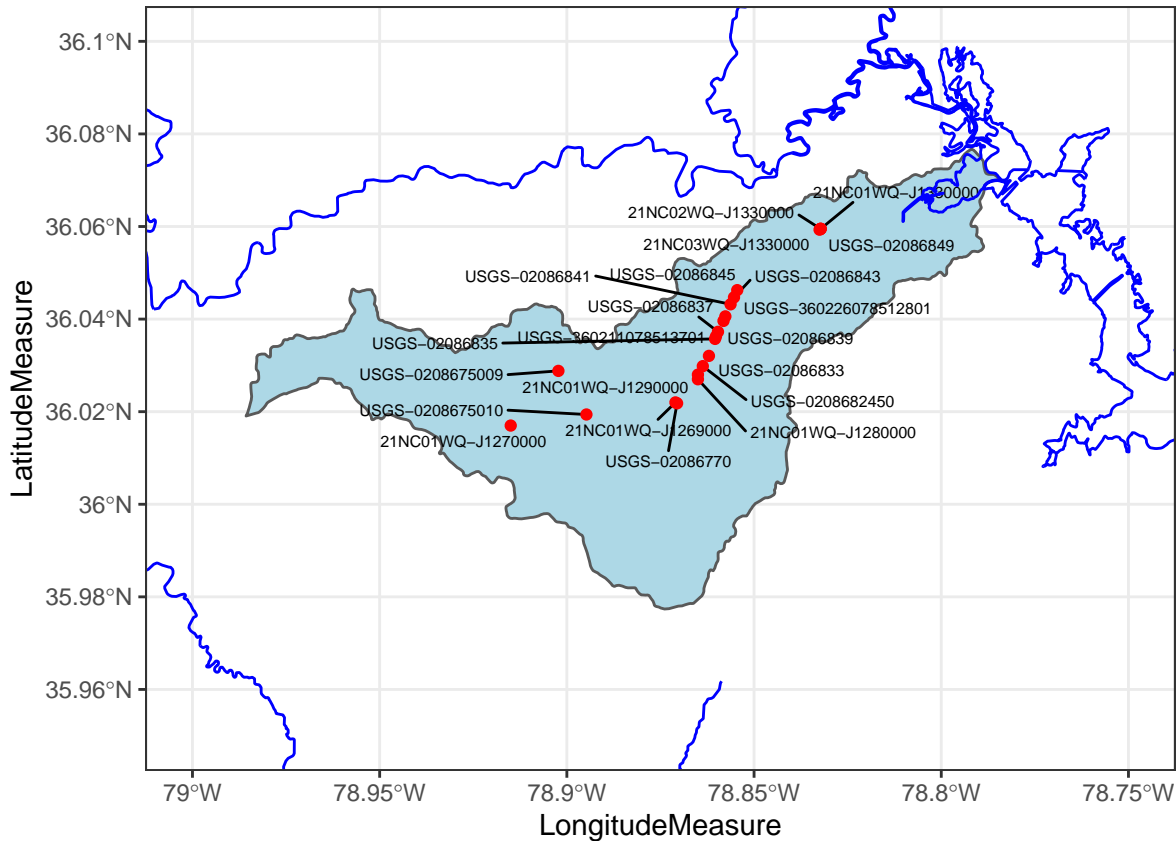 36.1°N
36.08°N
36.06°N
36.04°N
36.02°N
36°N
35.98°N
35.96°N
LatitudeMeasure
21NC01WQ−J1330000
21NC02WQ−J1330000
21NC03WQ−J1330000
USGS−02086849
USGS−02086841
USGS−02086845
USGS−02086843
USGS−02086837
USGS−360226078512801
USGS−02086835
USGS−360211078513701
USGS−02086839
USGS−0208675009
21NC01WQ−J1290000
USGS−02086833
USGS−0208682450
USGS−0208675010
21NC01WQ−J1269000
21NC01WQ−J1280000
21NC01WQ−J1270000
USGS−02086770
79°W
78.95°W
78.9°W
78.85°W
78.8°W
78.75°W
LongitudeMeasure